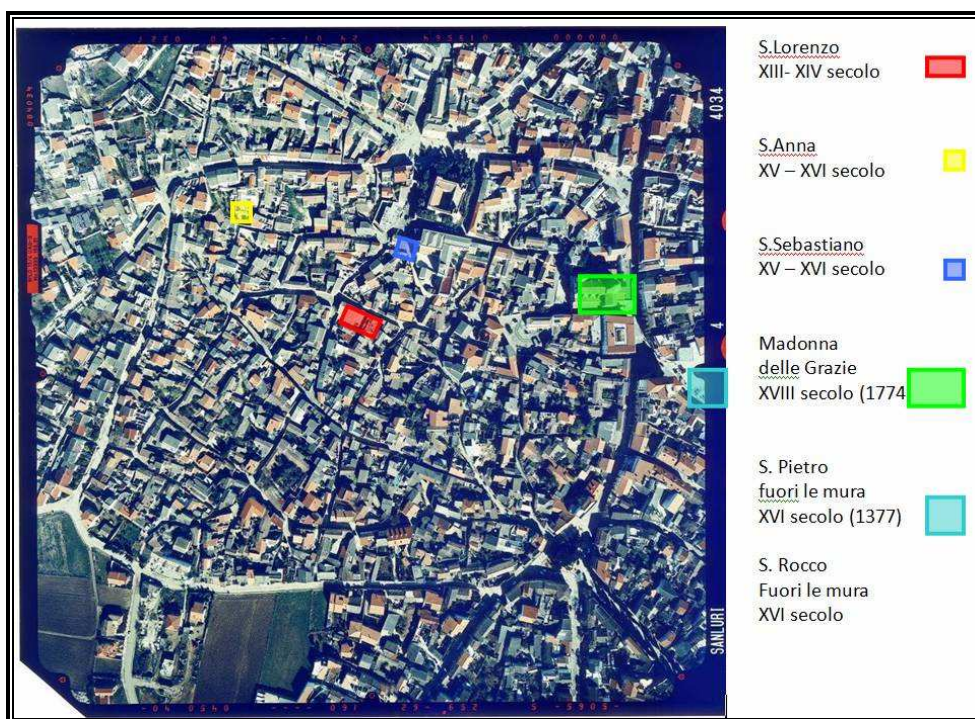 S.Lorenzo
XIII- XIV secolo
S.Anna
XV – XVI secolo
S.Sebastiano
XV – XVI secolo
Madonna
delle Grazie
XVIII secolo (1774
S. Pietro
fuori le mura
XVI secolo (1377)
S. Rocco
Fuori le mura
XVI secolo
4034
4
SANLURI